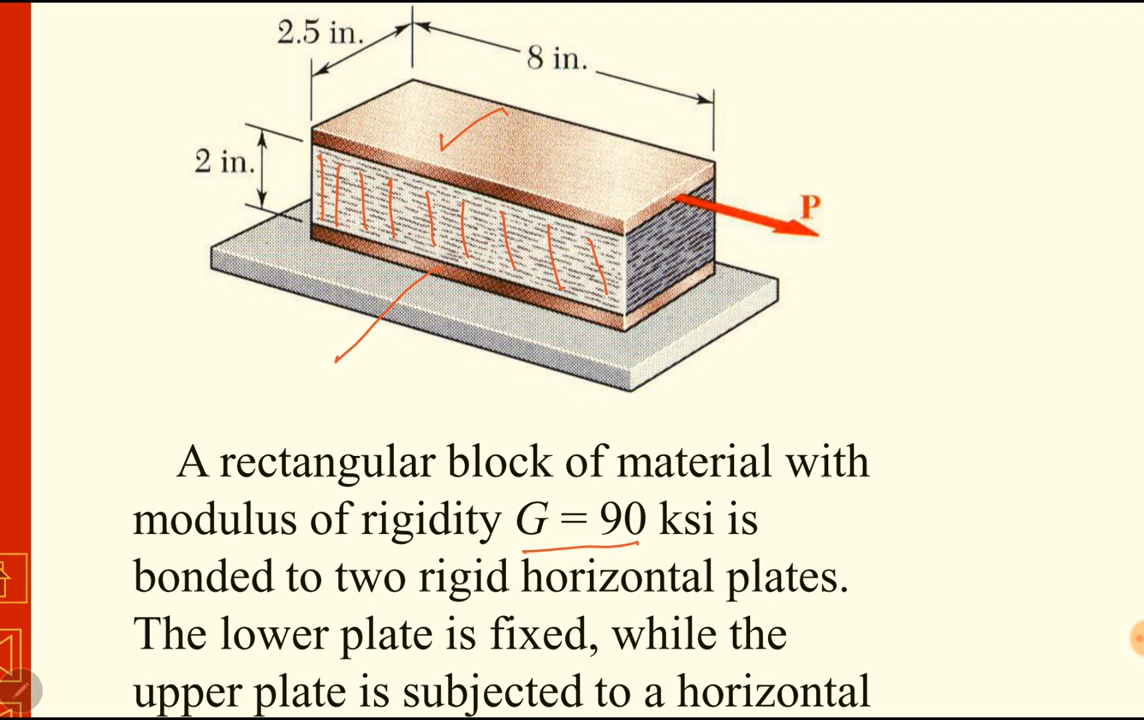 2.5 in.
8 in.
2 in.
P
A rectangular block of material with
modulus of rigidity G = 90 ksi is
bonded to two rigid horizontal plates.
The lower plate is fixed, while the
upper plate is subjected to a horizontal